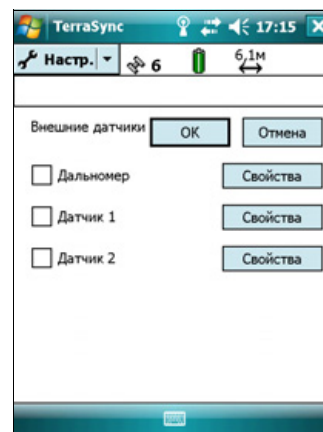 TerraSync 17:15
Настр. 6 6,1м
Внешние датчики OK Отмена
Дальномер Свойства
Датчик 1 Свойства
Датчик 2 Свойства